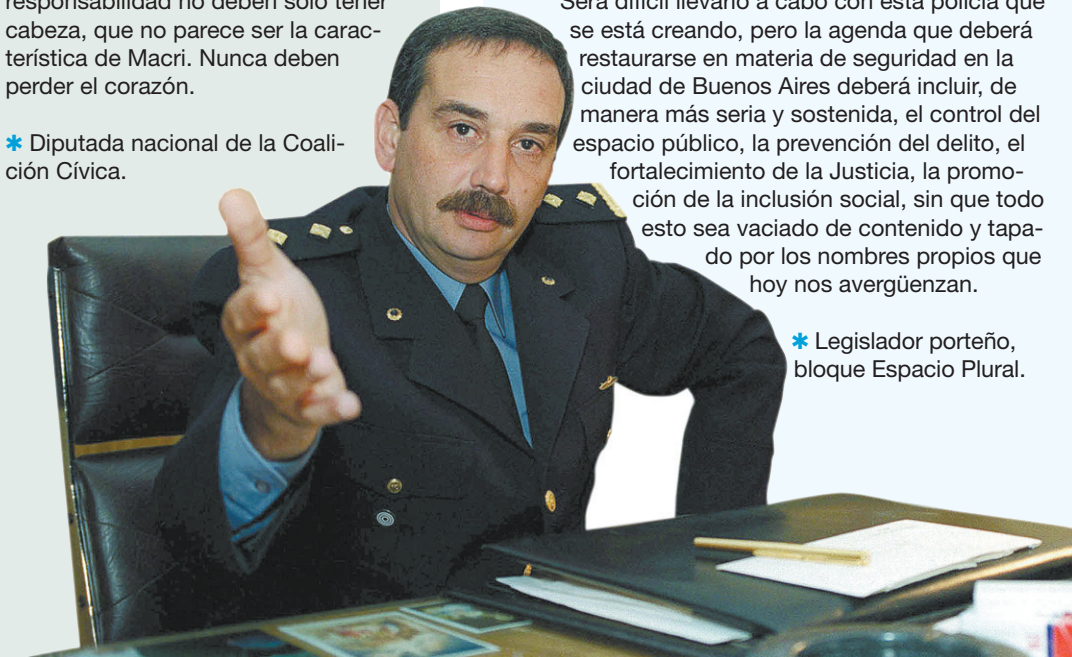 responsabilidad no deben sólo tener
cabeza, que no parece ser la carac-
terística de Macri. Nunca deben
perder el corazón.
✱ Diputada nacional de la Coali-
ción Cívica.
Será difícil llevarlo a cabo con esta policía que
se está creando, pero la agenda que deberá
restaurarse en materia de seguridad en la
ciudad de Buenos Aires deberá incluir, de
manera más seria y sostenida, el control del
espacio público, la prevención del delito, el
fortalecimiento de la Justicia, la promo-
ción de la inclusión social, sin que todo
esto sea vaciado de contenido y tapa-
do por los nombres propios que
hoy nos avergüenzan.
✱ Legislador porteño,
bloque Espacio Plural.